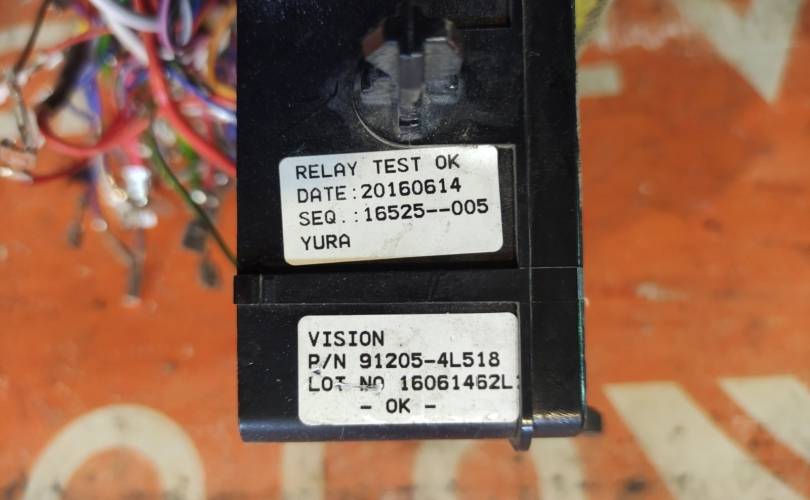 RELAY TEST OK
DATE:20160614
SEQ.:16525--005
YURA
VISION
P/N 91205-4L518
LOT NO 16061462L
- OK -